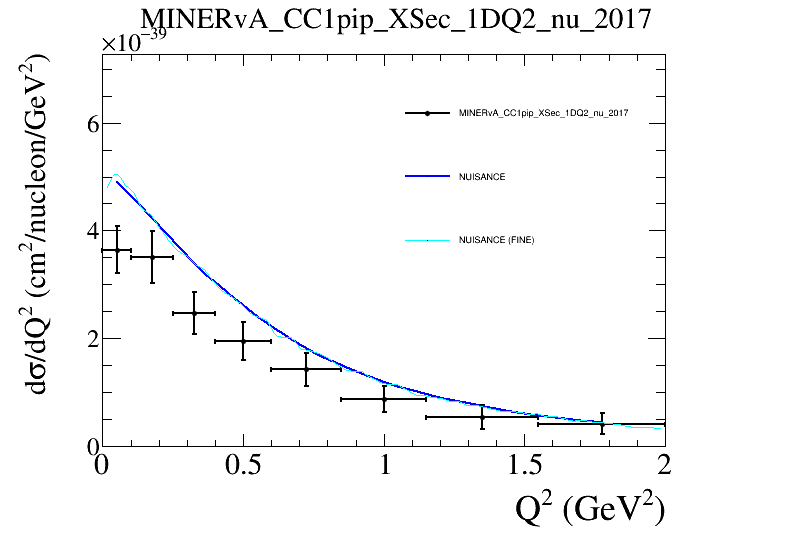 MINERvA_CC1pip_XSec_1DQ2_nu_2017
×10⁻³⁹
dσ/dQ² (cm²/nucleon/GeV²)
6
4
2
0
MINERvA_CC1pip_XSec_1DQ2_nu_2017
NUISANCE
NUISANCE (FINE)
0 0.5 1 1.5 2
Q² (GeV²)